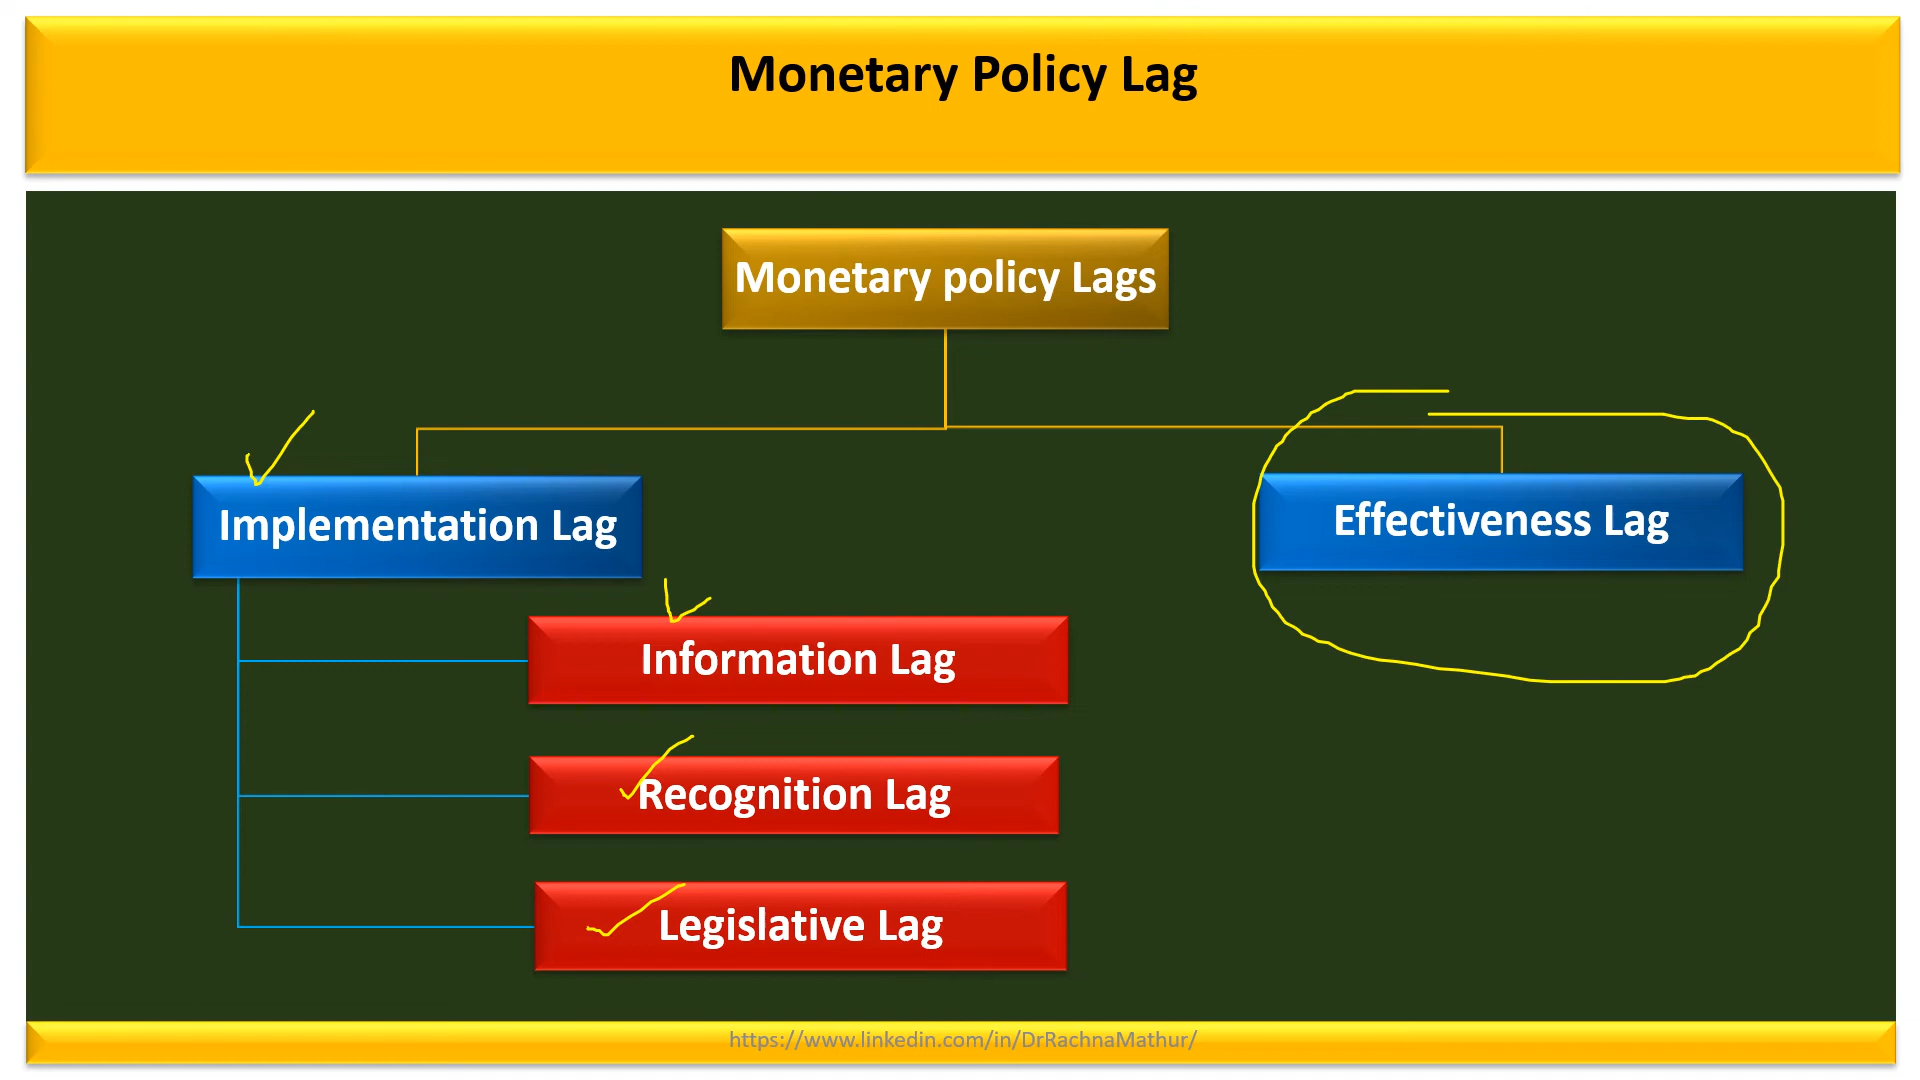 Monetary Policy Lag
Monetary policy Lags
Implementation Lag
Effectiveness Lag
Information Lag
Recognition Lag
Legislative Lag
https://www.linkedin.com/in/DrRachnaMathur/